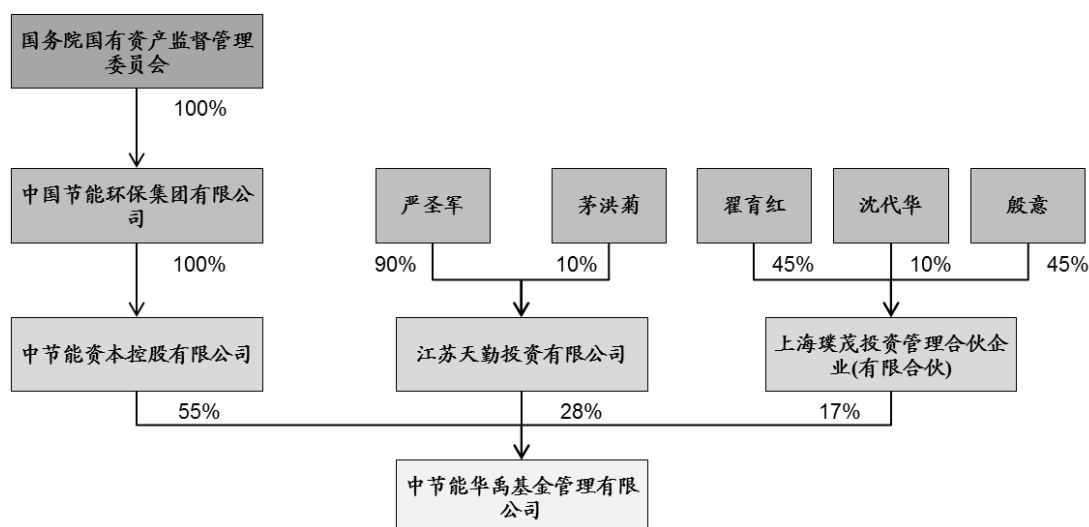 国务院国有资产监督管理
委员会
100%
中国节能环保集团有限公
司
严圣军
茅洪菊
翟育红
沈代华
殷意
100%
90%
10%
45%
10%
45%
中节能资本控股有限公司
江苏天勤投资有限公司
上海璞茂投资管理合伙企
业(有限合伙)
55%
28%
17%
中节能华禹基金管理有限
公司